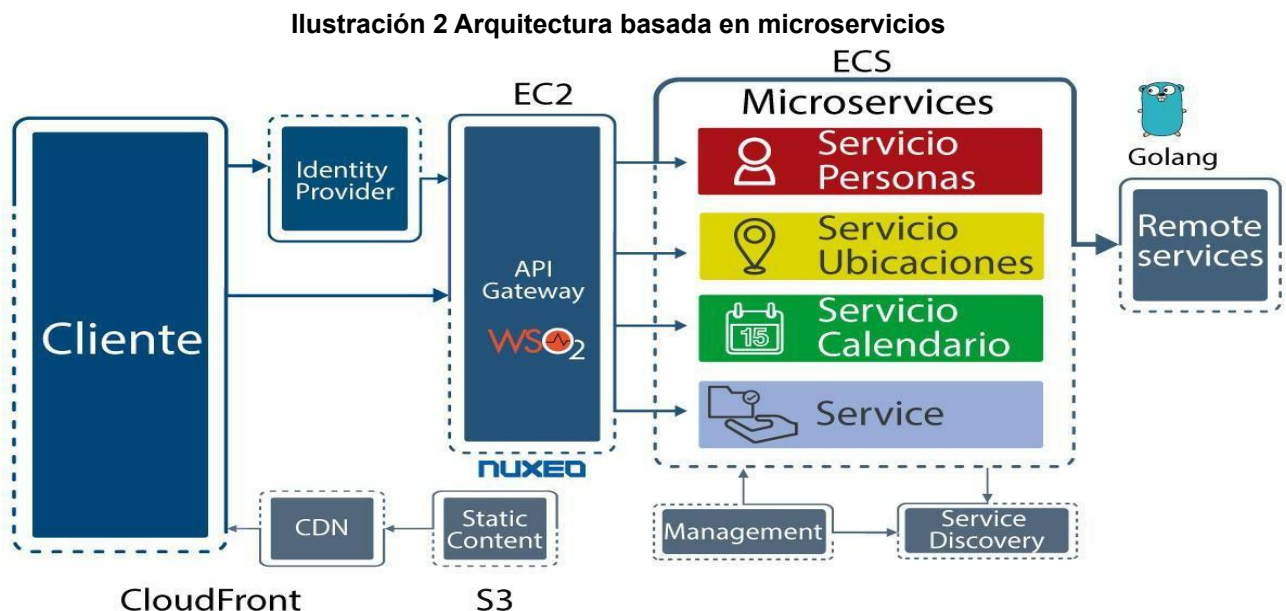 Ilustración 2 Arquitectura basada en microservicios
ECS
EC2
Microservices
Cliente
Identity
Provider
API
Gateway
WSO2
nuxeo
Servicio
Personas
Servicio
Ubicaciones
15
Servicio
Calendario
Service
Golang
Remote
services
CDN
Static
Content
Management
Service
Discovery
CloudFront
S3